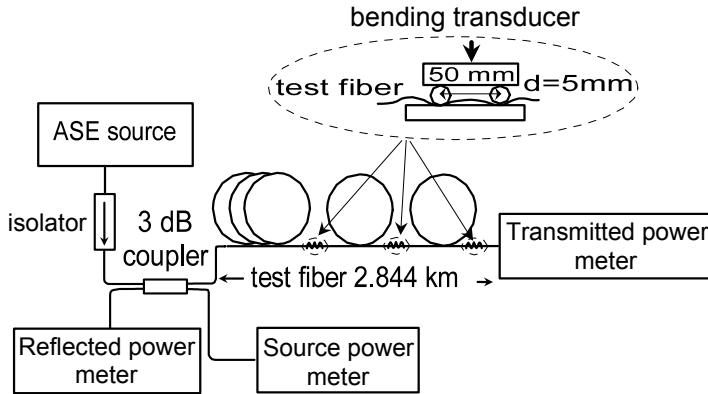 bending transducer
50 mm
test fiber
d=5mm
ASE source
isolator
3 dB
coupler
test fiber 2.844 km
Transmitted power
meter
Reflected power
meter
Source power
meter